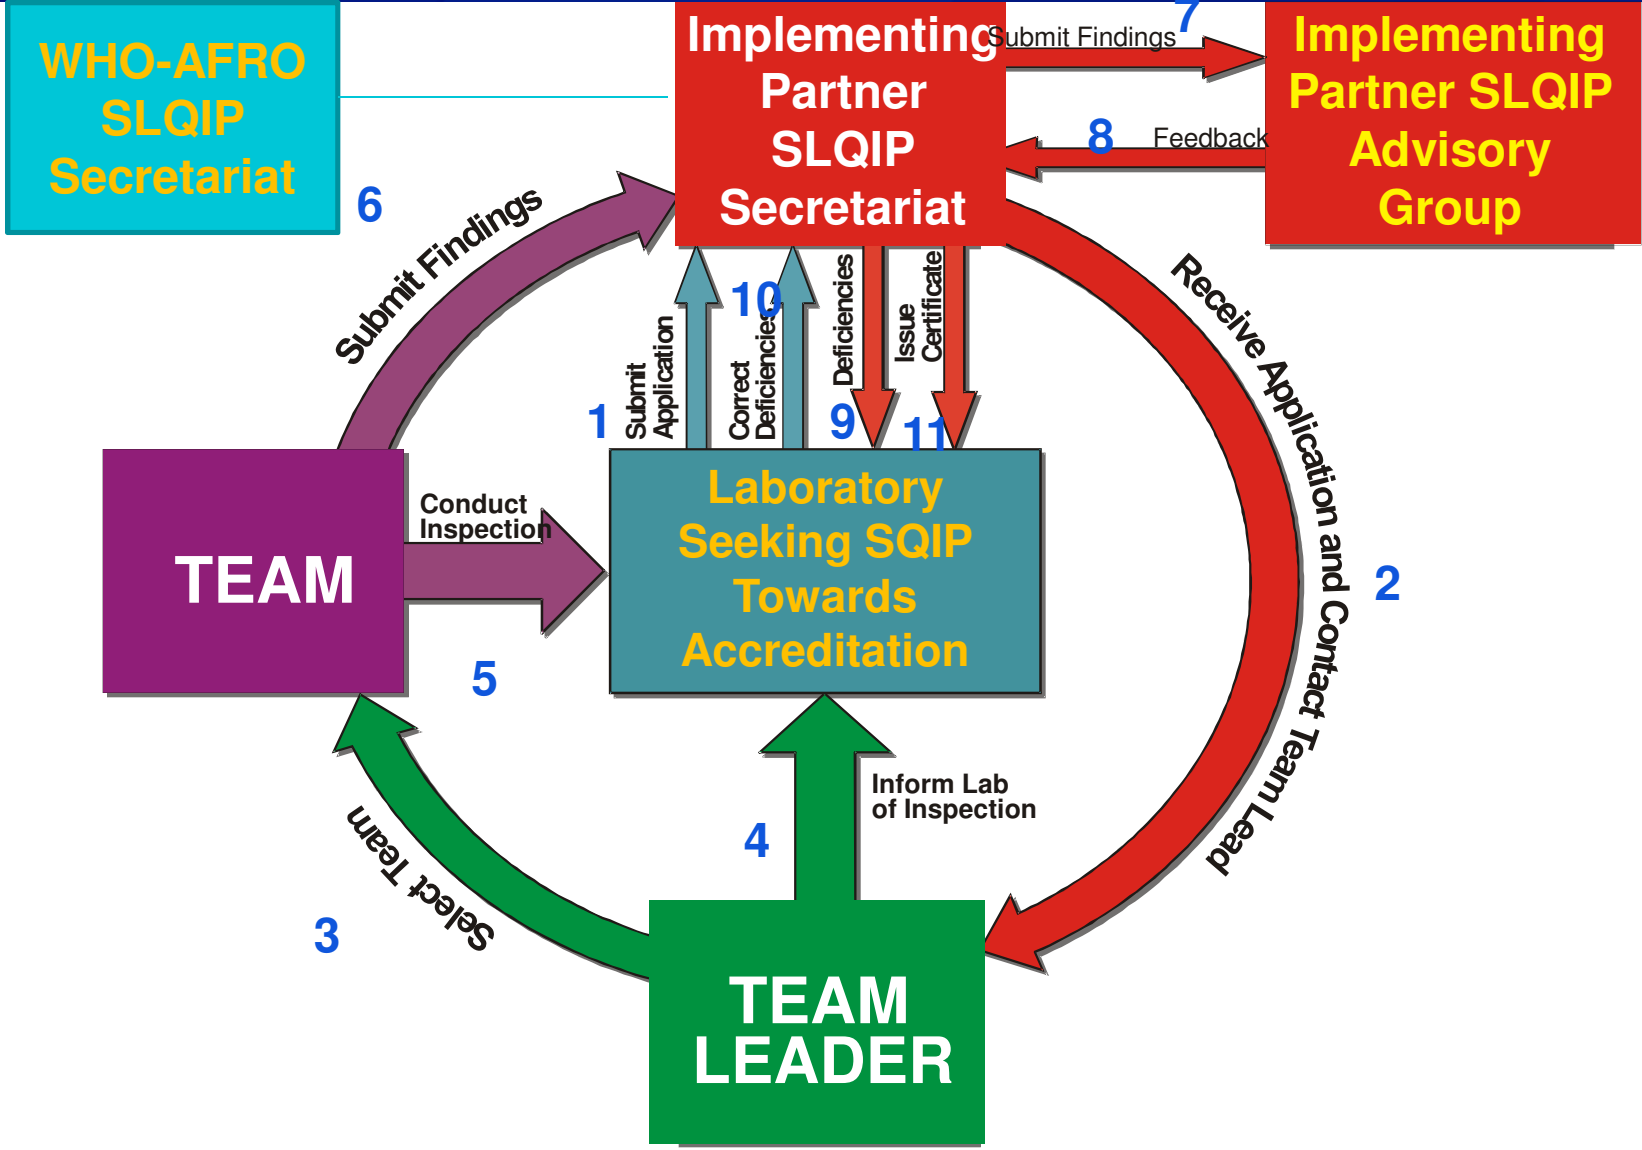 WHO-AFRO
SLQIP
Secretariat
Implementing
Partner
SLQIP
Secretariat
7
Submit Findings
8
Feedback
Implementing
Partner SLQIP
Advisory
Group
6
Submit Findings
1
Submit
Application
10
Correct
Deficiencies
Deficiencies
9
Issue
Certificate
11
Receive Application and Contact Team Lead
2
TEAM
Conduct
Inspection
5
Laboratory
Seeking SQIP
Towards
Accreditation
Inform Lab
of Inspection
4
Select Team
3
TEAM
LEADER